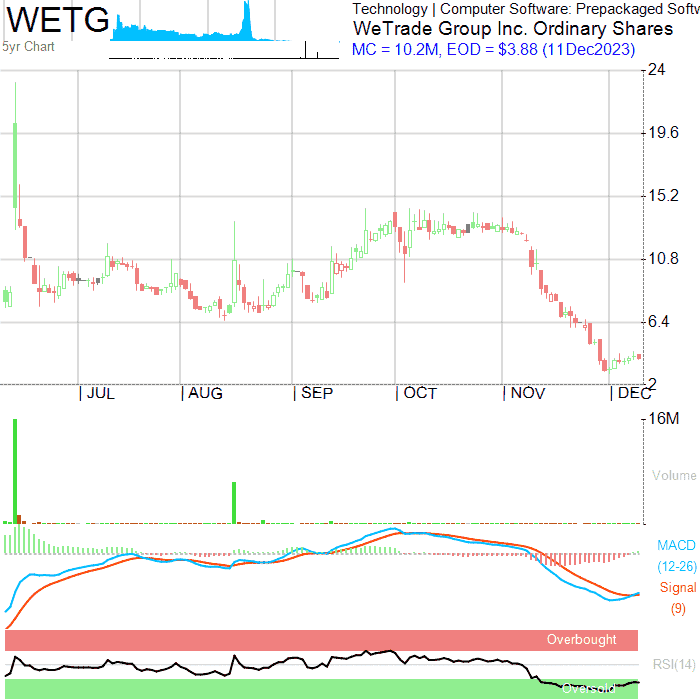 WETG
5yr Chart
Technology | Computer Software: Prepackaged Softw
WeTrade Group Inc. Ordinary Shares
MC = 10.2M, EOD = $3.88 (11Dec2023)
24
19.6
15.2
10.8
6.4
2
JUL AUG SEP OCT NOV DEC
16M
Volume
MACD
(12-26)
Signal
(9)
Overbought
RSI(14)
Oversold